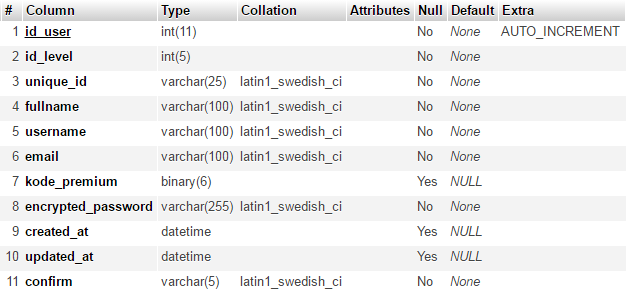 # Column Type Collation Attributes Null Default Extra
1 id_user int(11) No None AUTO_INCREMENT
2 id_level int(5) No None
3 unique_id varchar(25) latin1_swedish_ci No None
4 fullname varchar(100) latin1_swedish_ci No None
5 username varchar(100) latin1_swedish_ci No None
6 email varchar(100) latin1_swedish_ci No None
7 kode_premium binary(6) Yes NULL
8 encrypted_password varchar(255) latin1_swedish_ci No None
9 created_at datetime Yes NULL
10 updated_at datetime Yes NULL
11 confirm varchar(5) latin1_swedish_ci No None